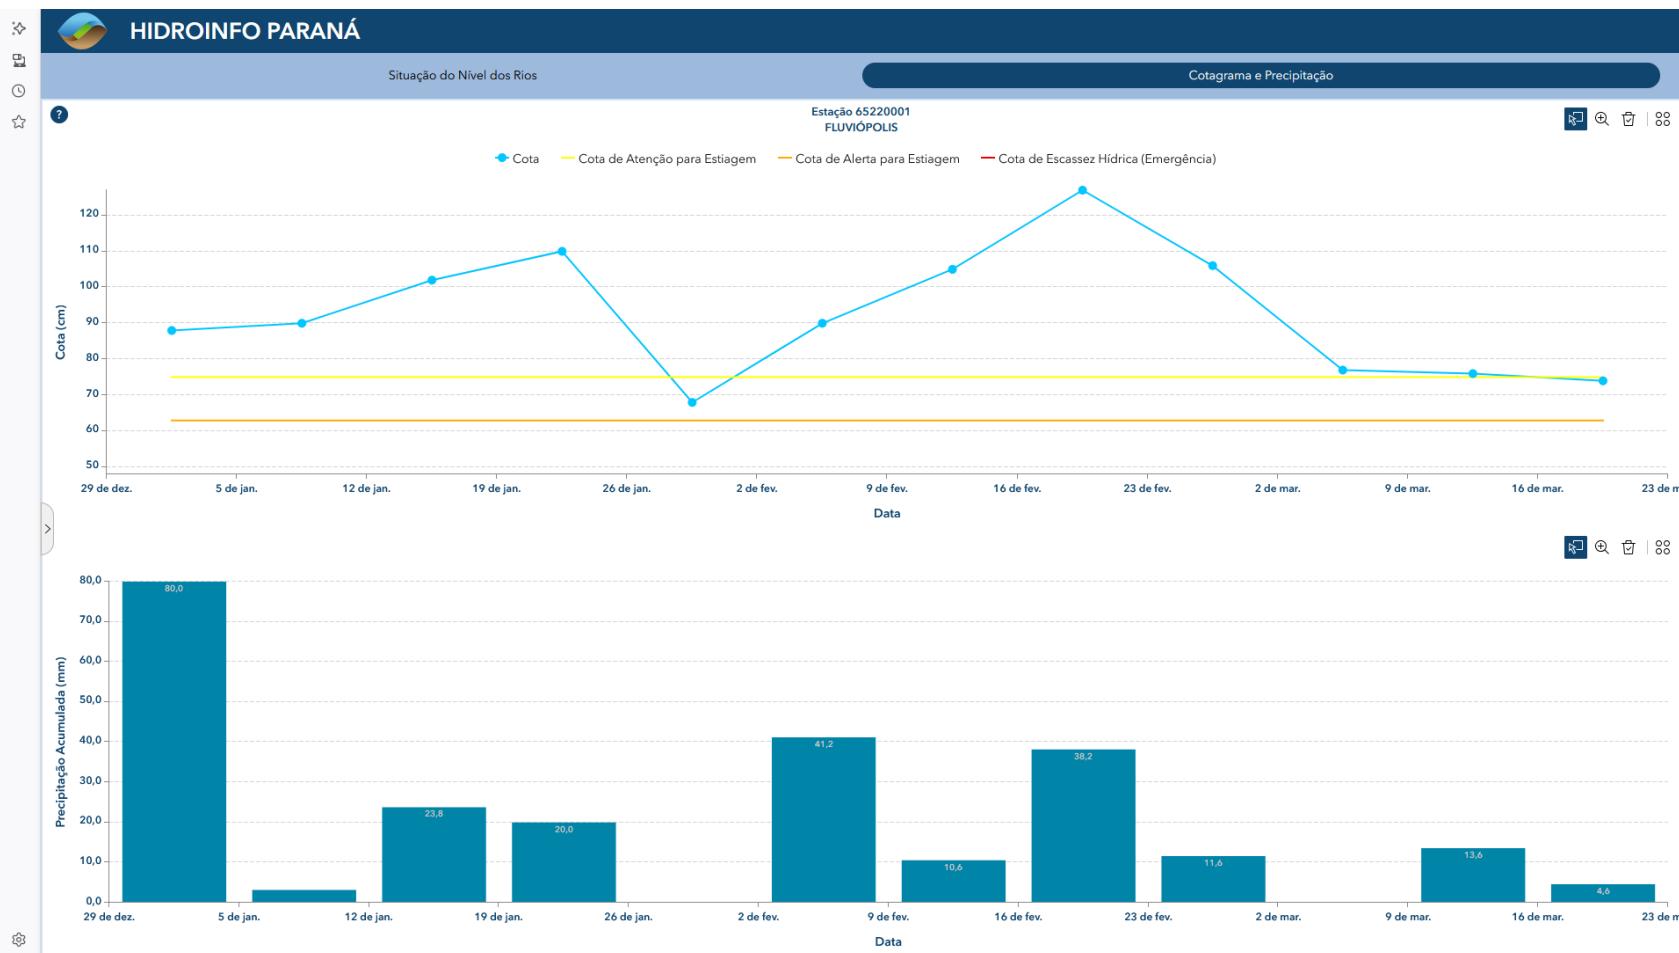 HIDROINFO PARANÁ
Situação do Nível dos Rios
Cotagrama e Precipitação
?
Estação 65220001
FLUVIÓPOLIS
Cota
Cota de Atenção para Estiagem
Cota de Alerta para Estiagem
Cota de Escassez Hídrica (Emergência)
Cota (cm)
120
110
100
90
80
70
60
50
29 de dez.
5 de jan.
12 de jan.
19 de jan.
26 de jan.
2 de fev.
9 de fev.
16 de fev.
23 de fev.
2 de mar.
9 de mar.
16 de mar.
23 de m
Data
Precipitação Acumulada (mm)
80,0
70,0
60,0
50,0
40,0
30,0
20,0
10,0
0,0
80,0
23,8
20,0
41,2
10,6
38,2
11,6
13,6
4,6
29 de dez.
5 de jan.
12 de jan.
19 de jan.
26 de jan.
2 de fev.
9 de fev.
16 de fev.
23 de fev.
2 de mar.
9 de mar.
16 de mar.
23 de m
Data